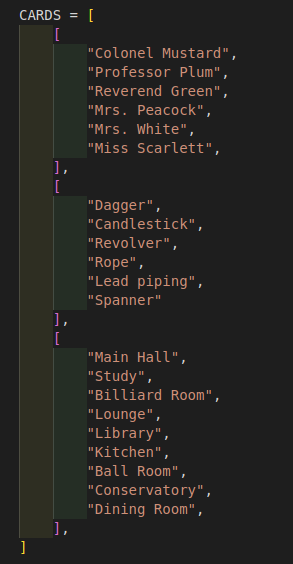 CARDS = [
    [
        "Colonel Mustard",
        "Professor Plum",
        "Reverend Green",
        "Mrs. Peacock",
        "Mrs. White",
        "Miss Scarlett",
    ],
    [
        "Dagger",
        "Candlestick",
        "Revolver",
        "Rope",
        "Lead piping",
        "Spanner"
    ],
    [
        "Main Hall",
        "Study",
        "Billiard Room",
        "Lounge",
        "Library",
        "Kitchen",
        "Ball Room",
        "Conservatory",
        "Dining Room",
    ],
]